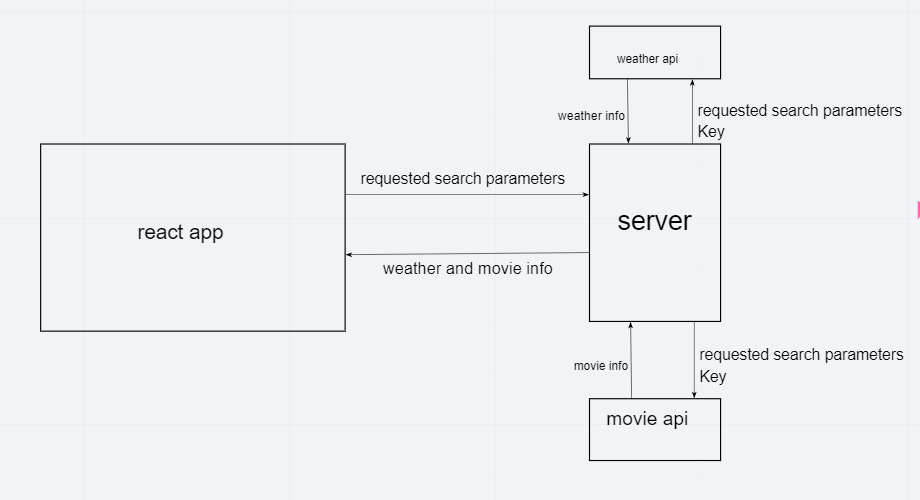 weather api
weather info
requested search parameters
Key
requested search parameters
react app
server
weather and movie info
movie info
requested search parameters
Key
movie api